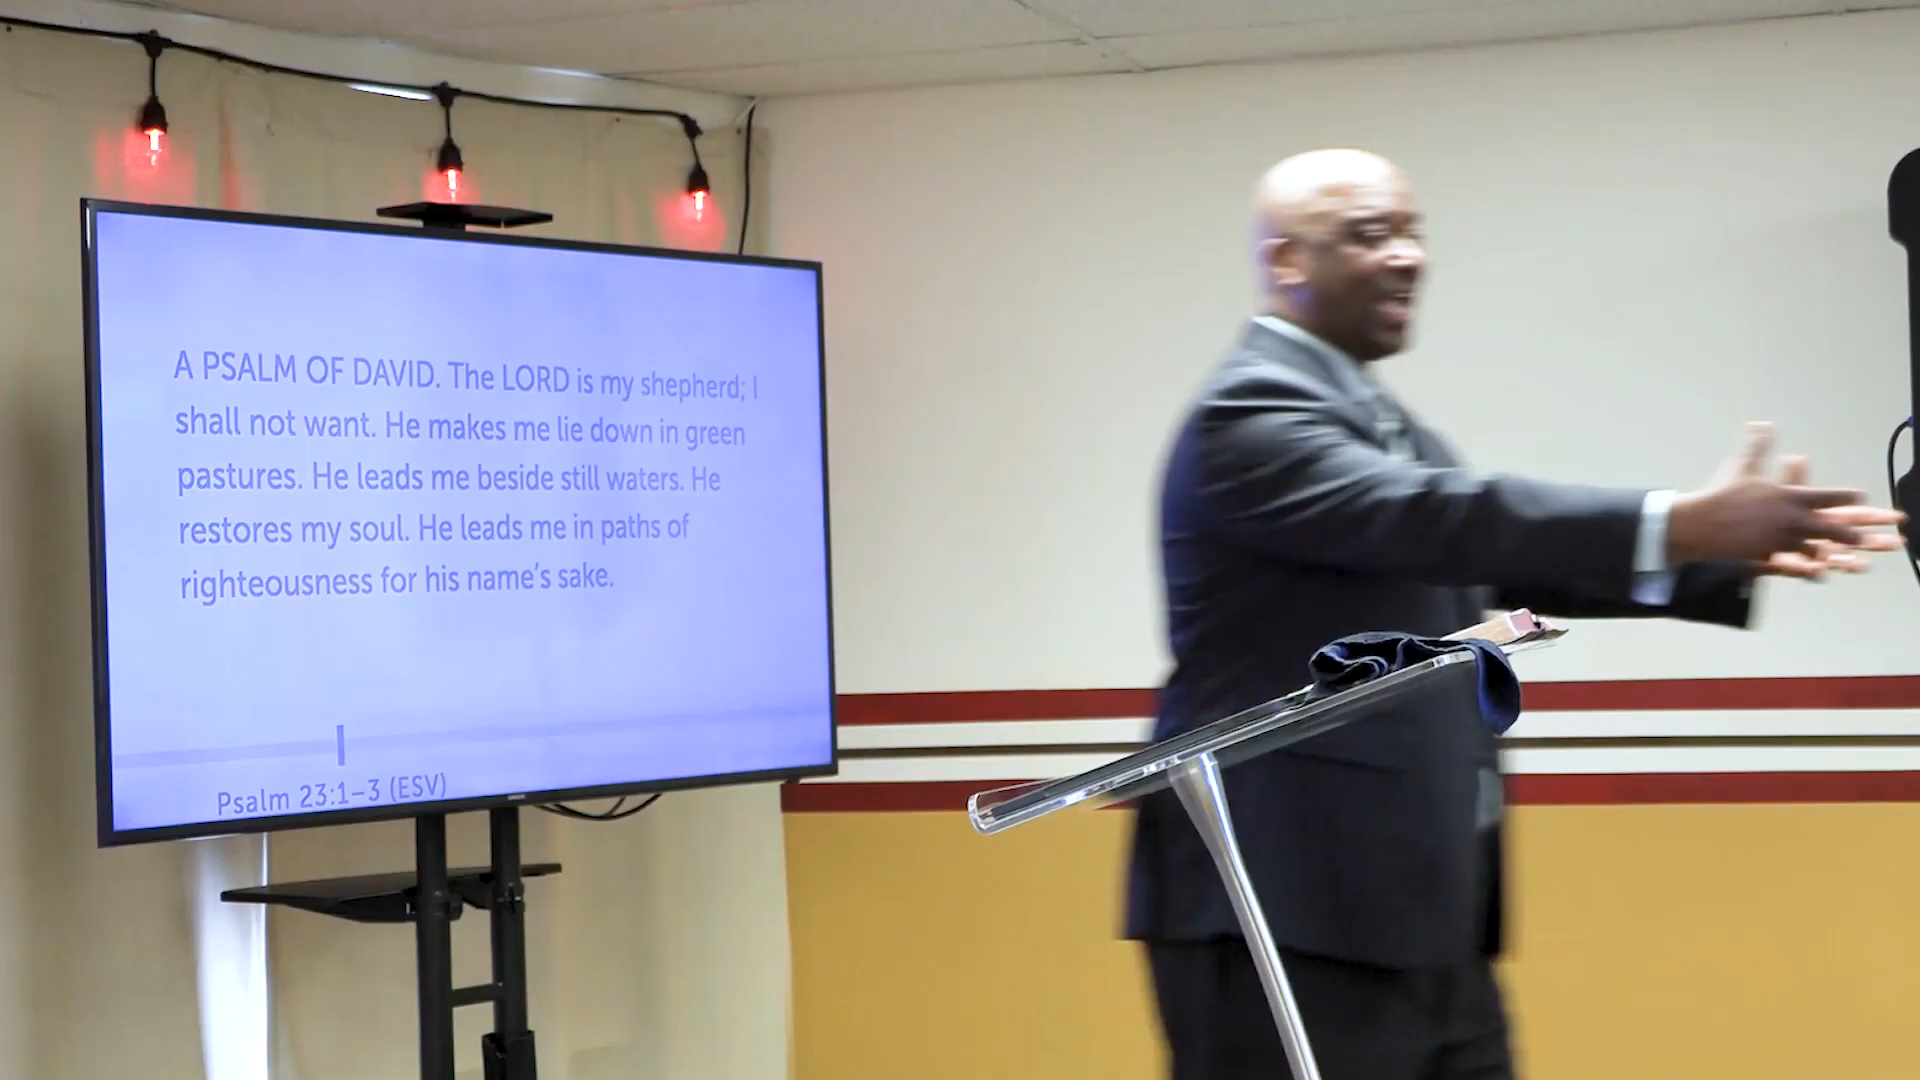 A PSALM OF DAVID. The LORD is my shepherd; I
shall not want. He makes me lie down in green
pastures. He leads me beside still waters. He
restores my soul. He leads me in paths of
righteousness for his name's sake.
Psalm 23:1–3 (ESV)